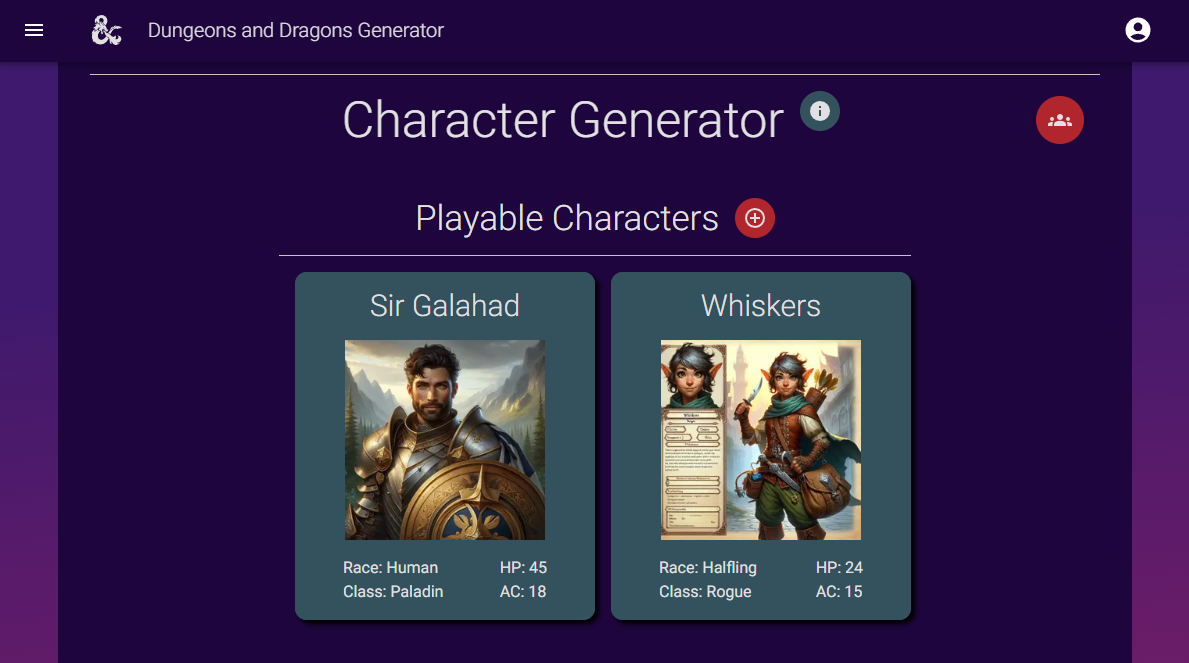 Dungeons and Dragons Generator
Character Generator
Playable Characters
Sir Galahad
Race: Human
HP: 45
Class: Paladin
AC: 18
Whiskers
Whiskers
Race: Halfling
HP: 24
Class: Rogue
AC: 15